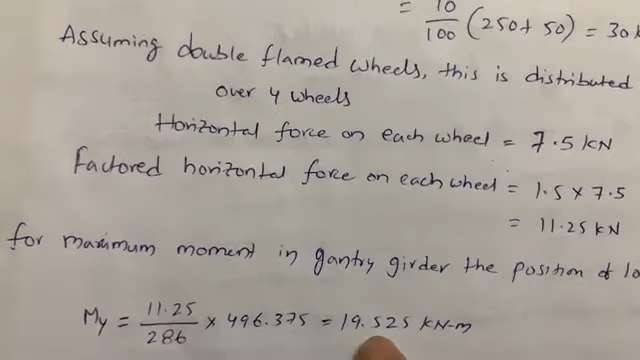 = 10/100 (250+50) = 30 k
Assuming double flamed wheels, this is distributed
over 4 wheels
Horizontal force on each wheel = 7.5 KN
Factored horizontal force on each wheel = 1.5 × 7.5
= 11.25 KN
for maximum moment in gantry girder the position of lo
My = 11.25/286 × 496.375 = 19.525 KN-m